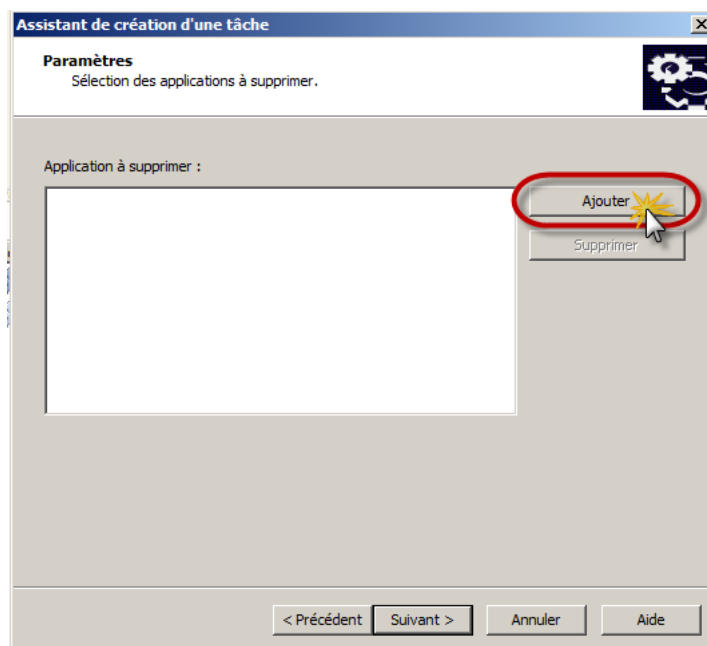 Assistant de création d'une tâche
Paramètres
Sélection des applications à supprimer.
Application à supprimer :
Ajouter
Supprimer
< Précédent
Suivant >
Annuler
Aide